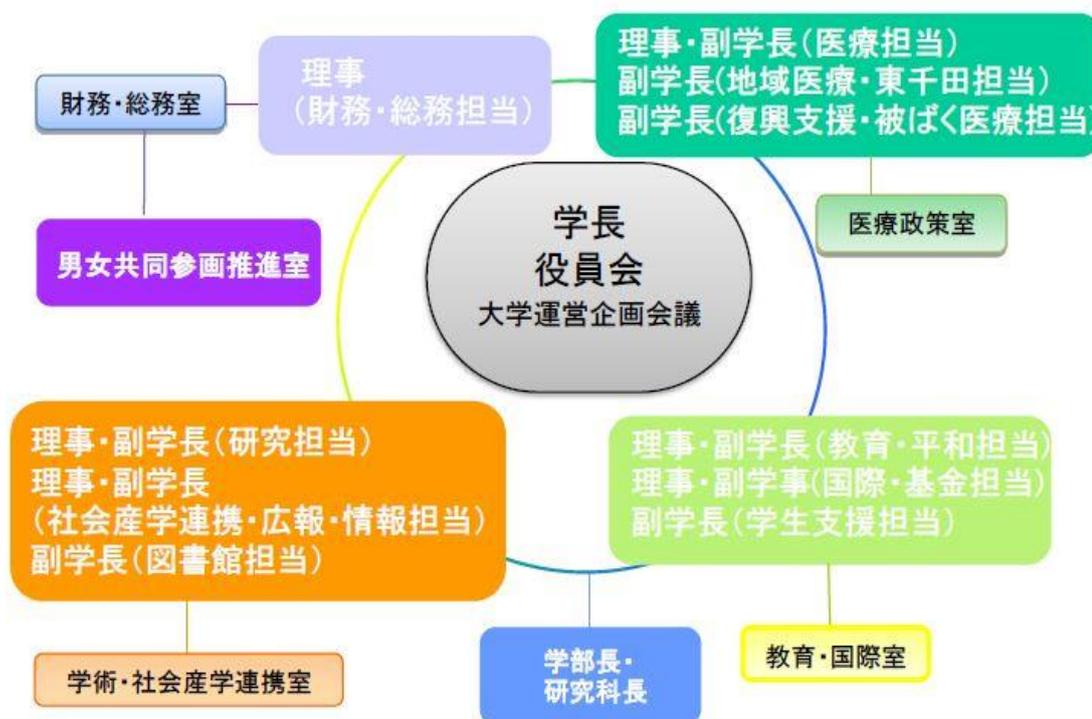 理事
(財務・総務担当)
理事・副学長(医療担当)
副学長(地域医療・東千田担当)
副学長(復興支援・被ばく医療担当
財務・総務室
男女共同参画推進室
医療政策室
学長
役員会
大学運営企画会議
理事・副学長(研究担当)
理事・副学長
(社会産学連携・広報・情報担当)
副学長(図書館担当)
理事・副学長(教育・平和担当)
理事・副学事(国際・基金担当)
副学長(学生支援担当)
学術・社会産学連携室
学部長・
研究科長
教育・国際室